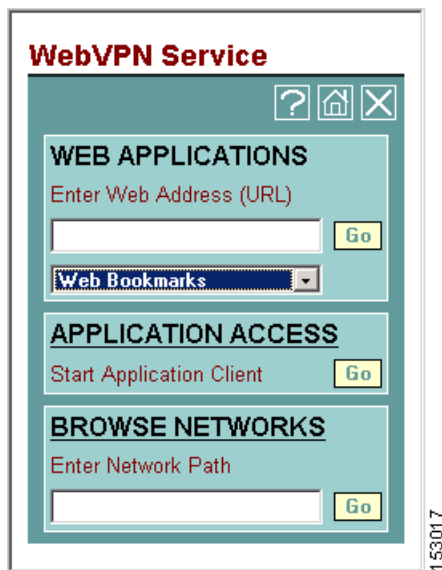 WebVPN Service
?
WEB APPLICATIONS
Enter Web Address (URL)
Go
Web Bookmarks
APPLICATION ACCESS
Start Application Client Go
BROWSE NETWORKS
Enter Network Path
Go
153017